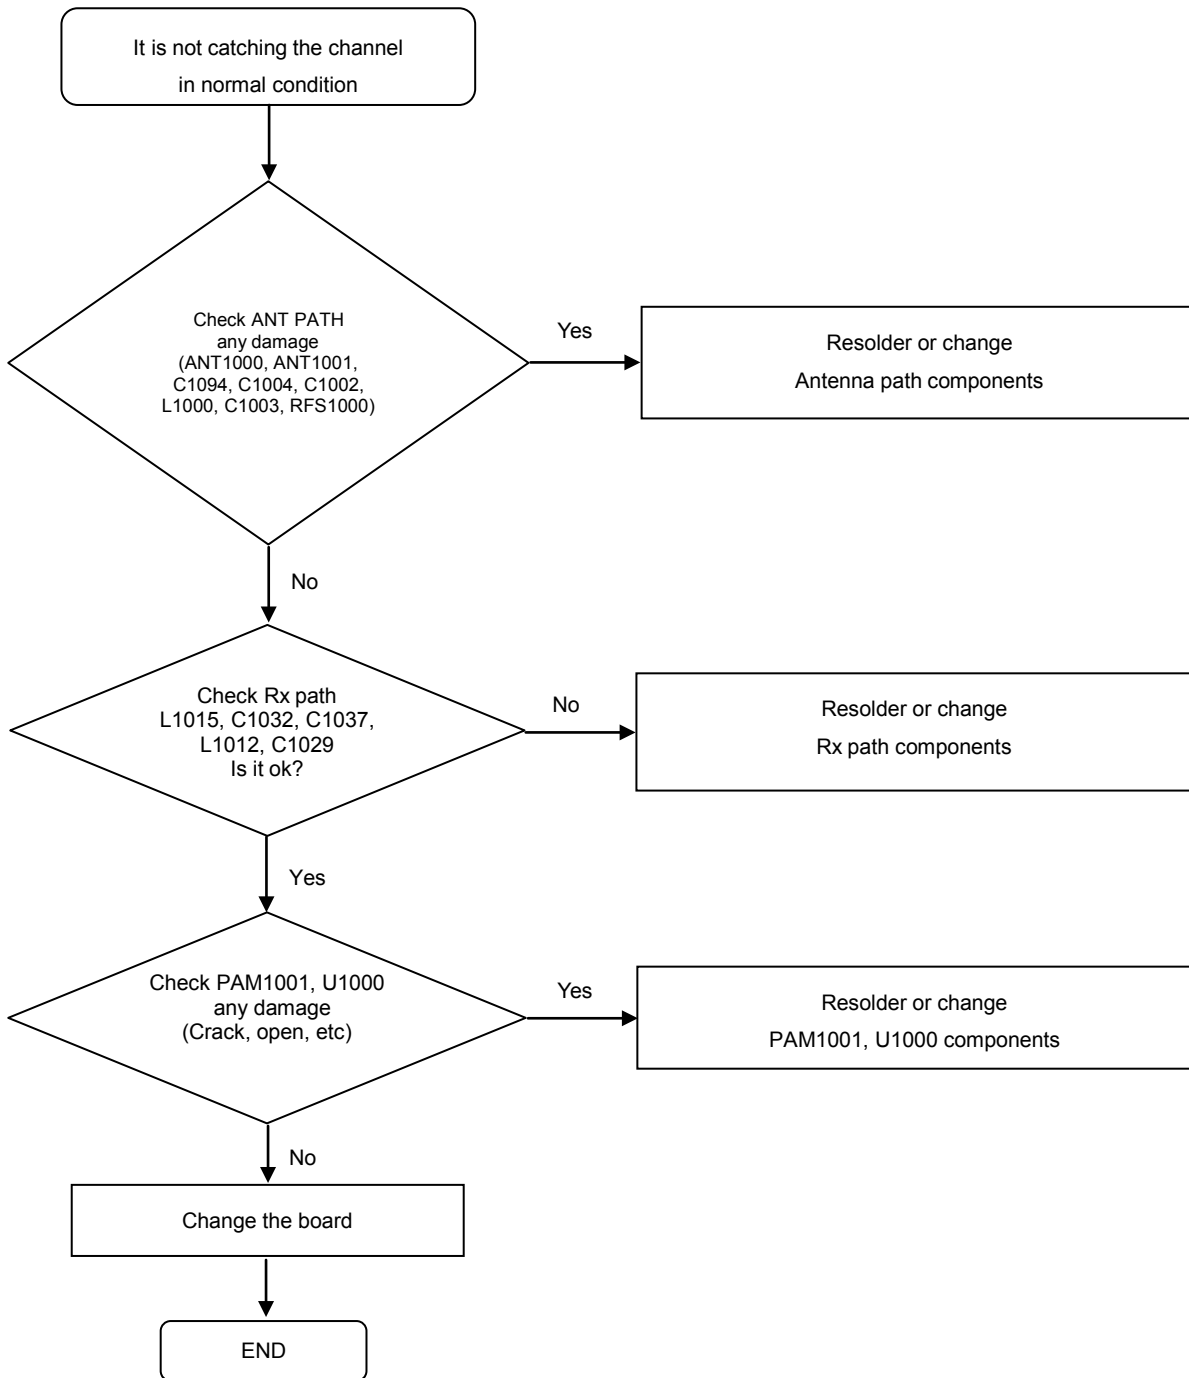 It is not catching the channel
in normal condition
Check ANT PATH
any damage
(ANT1000, ANT1001,
C1094, C1004, C1002,
L1000, C1003, RFS1000)
Yes
Resolder or change
Antenna path components
No
Check Rx path
L1015, C1032, C1037,
L1012, C1029
Is it ok?
No
Resolder or change
Rx path components
Yes
Check PAM1001, U1000
any damage
(Crack, open, etc)
Yes
Resolder or change
PAM1001, U1000 components
No
Change the board
END